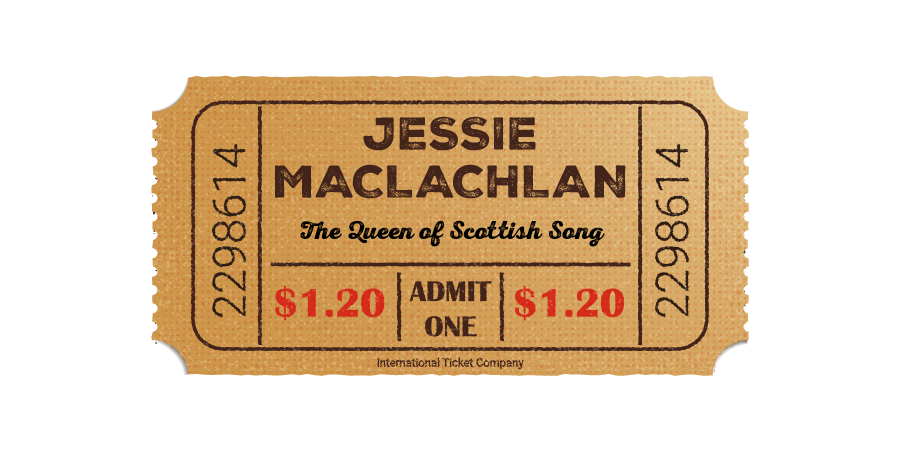 2298614
JESSIE
MACLACHLAN
The Queen of Scottish Song
$1.20
ADMIT
ONE
$1.20
2298614
International Ticket Company